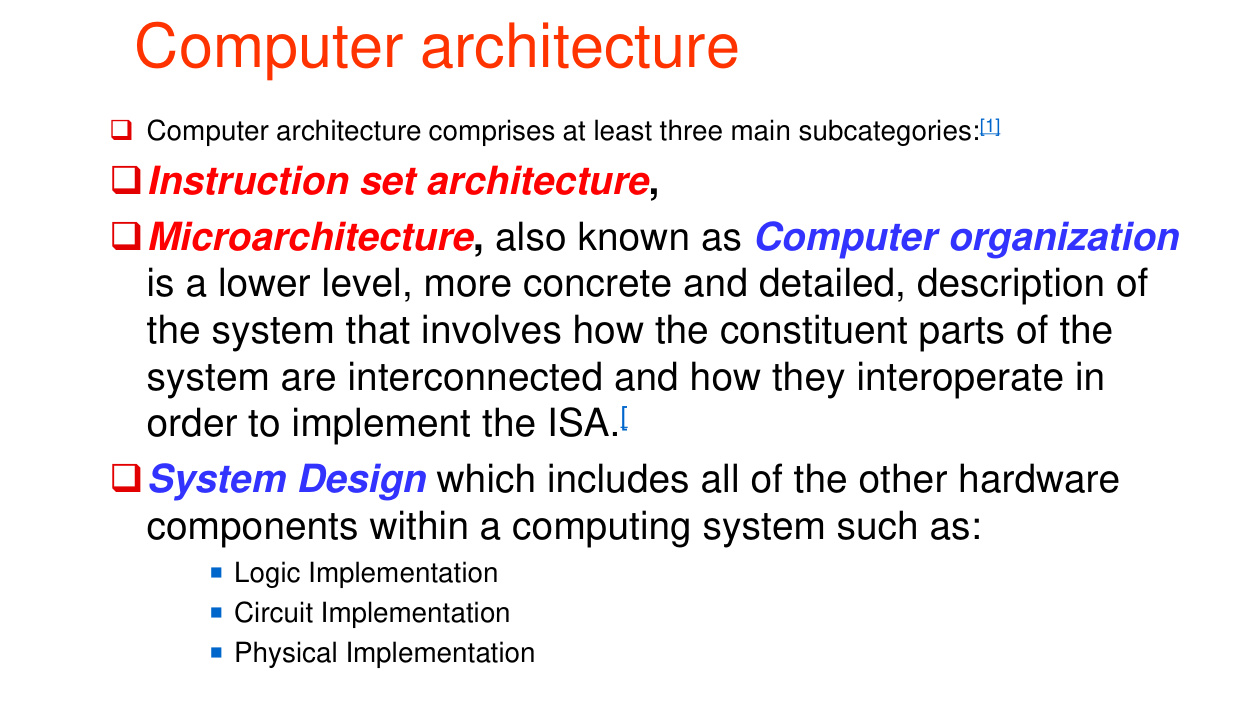 Computer architecture
Computer architecture comprises at least three main subcategories:[1]
Instruction set architecture,
Microarchitecture, also known as Computer organization
is a lower level, more concrete and detailed, description of
the system that involves how the constituent parts of the
system are interconnected and how they interoperate in
order to implement the ISA.[
System Design which includes all of the other hardware
components within a computing system such as:
Logic Implementation
Circuit Implementation
Physical Implementation